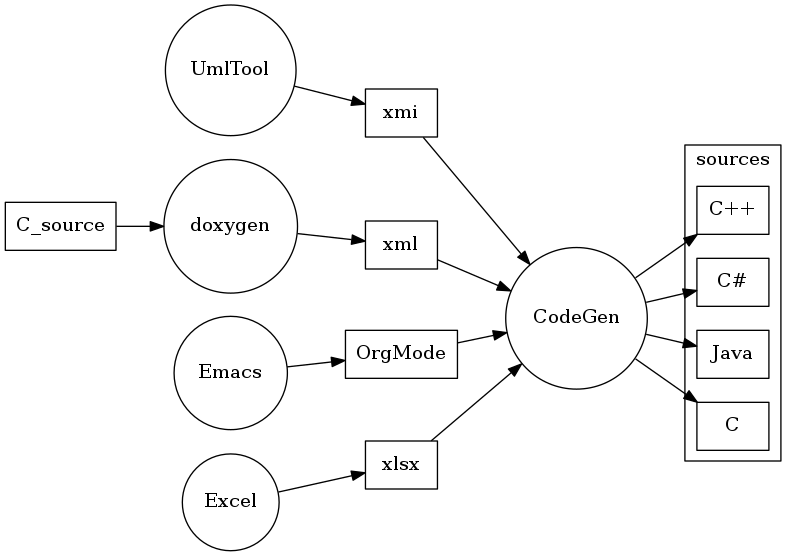 UmlTool
xmi
sources
C++
C_source
doxygen
xml
C#
CodeGen
Emacs
OrgMode
Java
Excel
xlsx
C